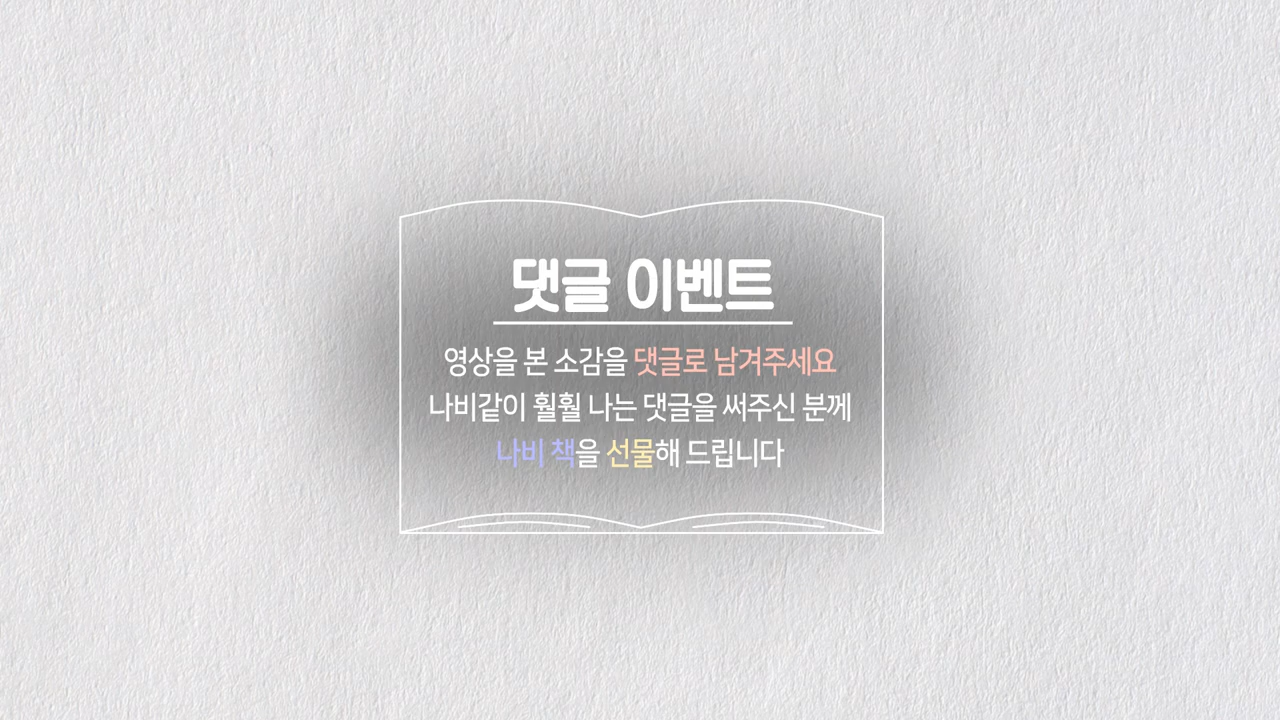 댓글 이벤트
영상을 본 소감을 댓글로 남겨주세요
나비같이 훨훨 나는 댓글을 써주신 분께
나비 책을 선물해 드립니다